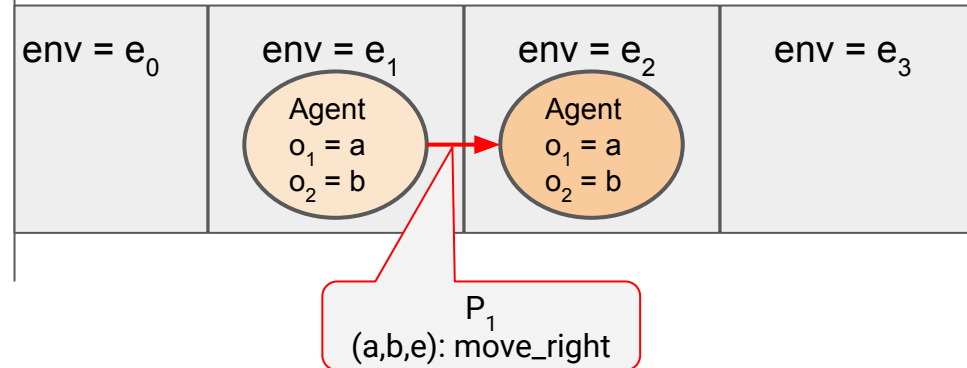 env = e₀
env = e₁
env = e₂
env = e₃
Agent
o₁ = a
o₂ = b
Agent
o₁ = a
o₂ = b
P₁
(a,b,e): move_right